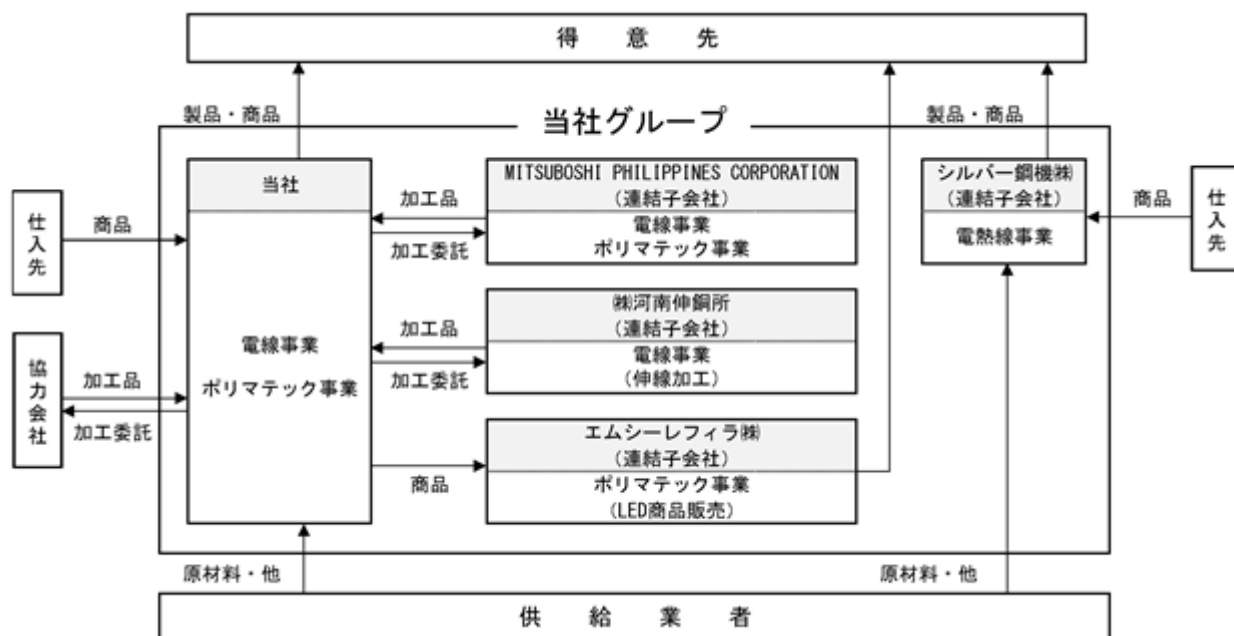 得意先
製品・商品
製品・商品
当社グループ
当社
電線事業
ポリマテック事業
MITSUBOSHI PHILIPPINES CORPORATION
(連結子会社)
電線事業
ポリマテック事業
シルバー鋼機㈱
(連結子会社)
電熱線事業
仕入先
商品
加工品
加工委託
商品
仕入先
㈱河南伸銅所
(連結子会社)
電線事業
(伸線加工)
加工品
加工委託
協力会社
加工品
加工委託
エムシーレフィラ㈱
(連結子会社)
ポリマテック事業
(LED商品販売)
商品
原材料・他
原材料・他
供給業者